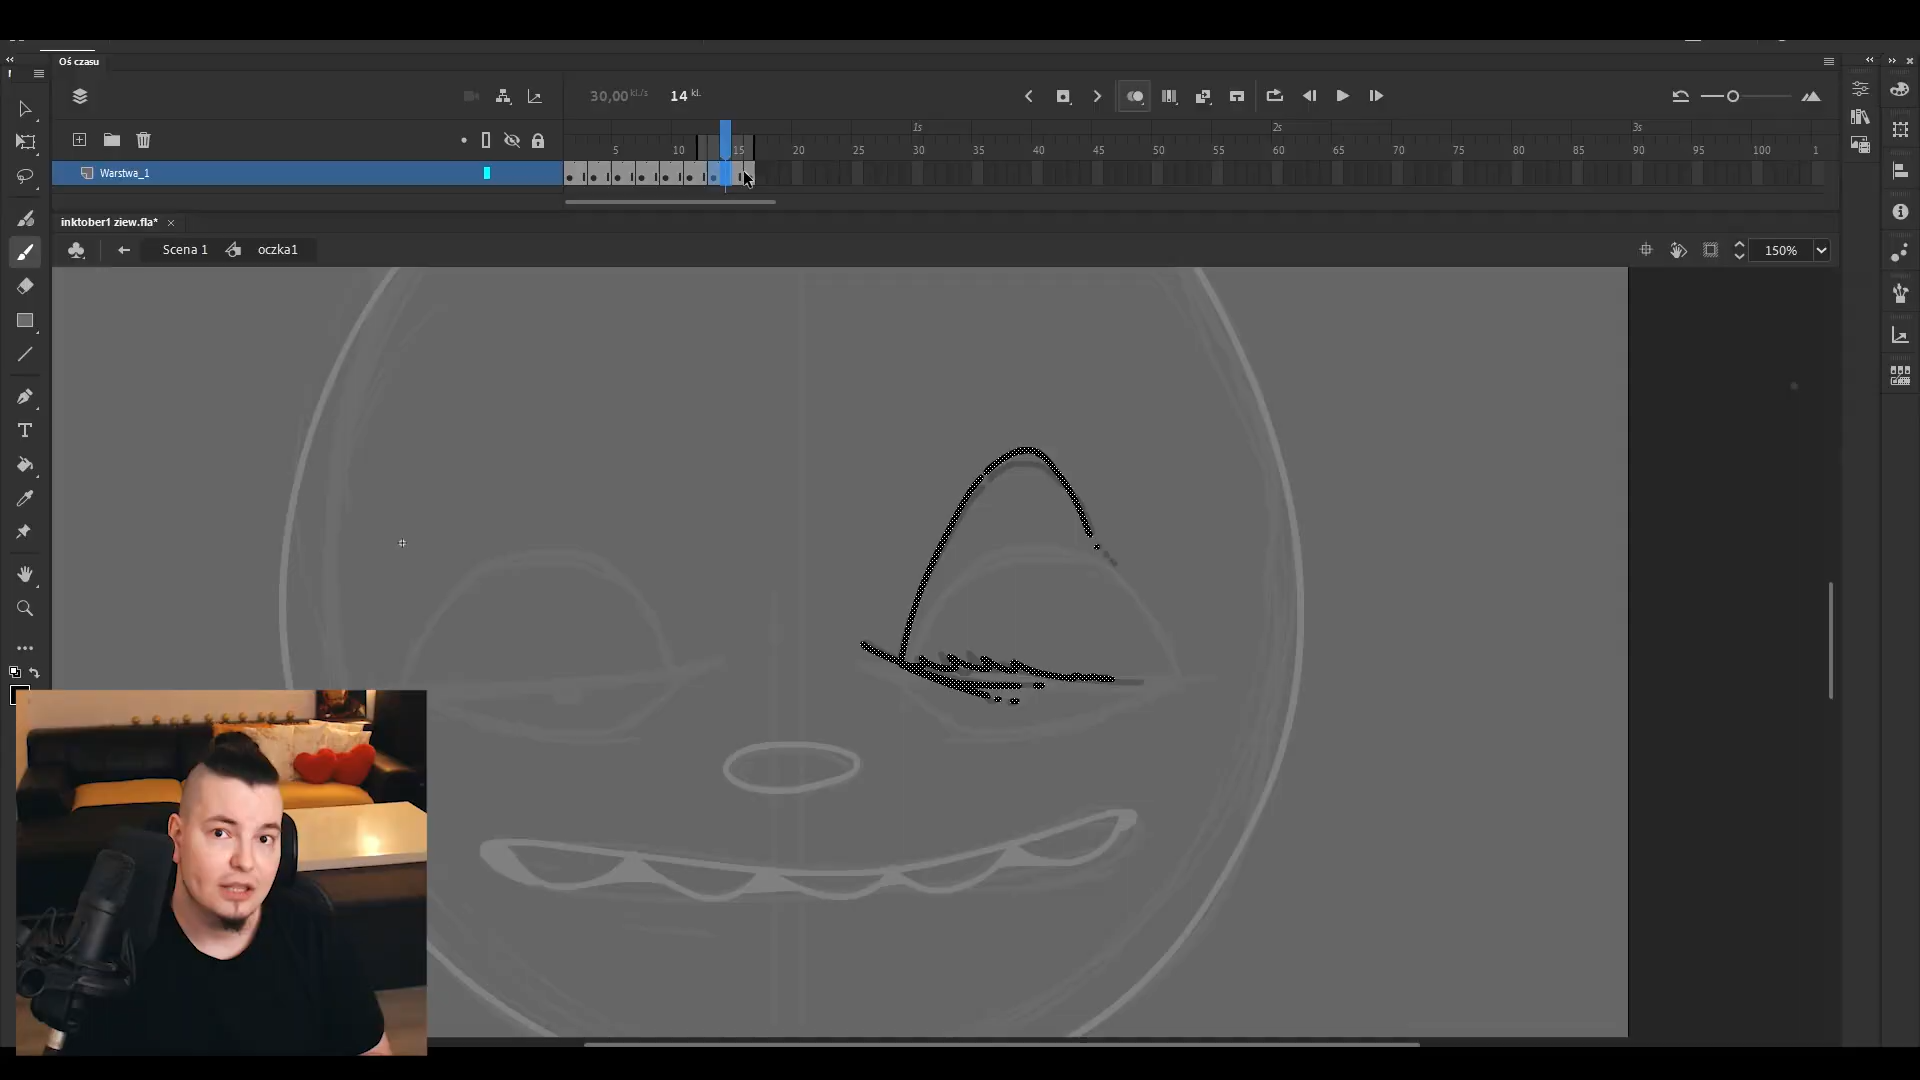 Oś czasu
30,00 kl./s 14 kl.
1s 2s 3s
5 10 15 20 25 30 35 40 45 50 55 60 65 70 75 80 85 90 95 100 1
Warstwa_1
inktober1 ziew.fla*
Scena 1 oczka1 150%